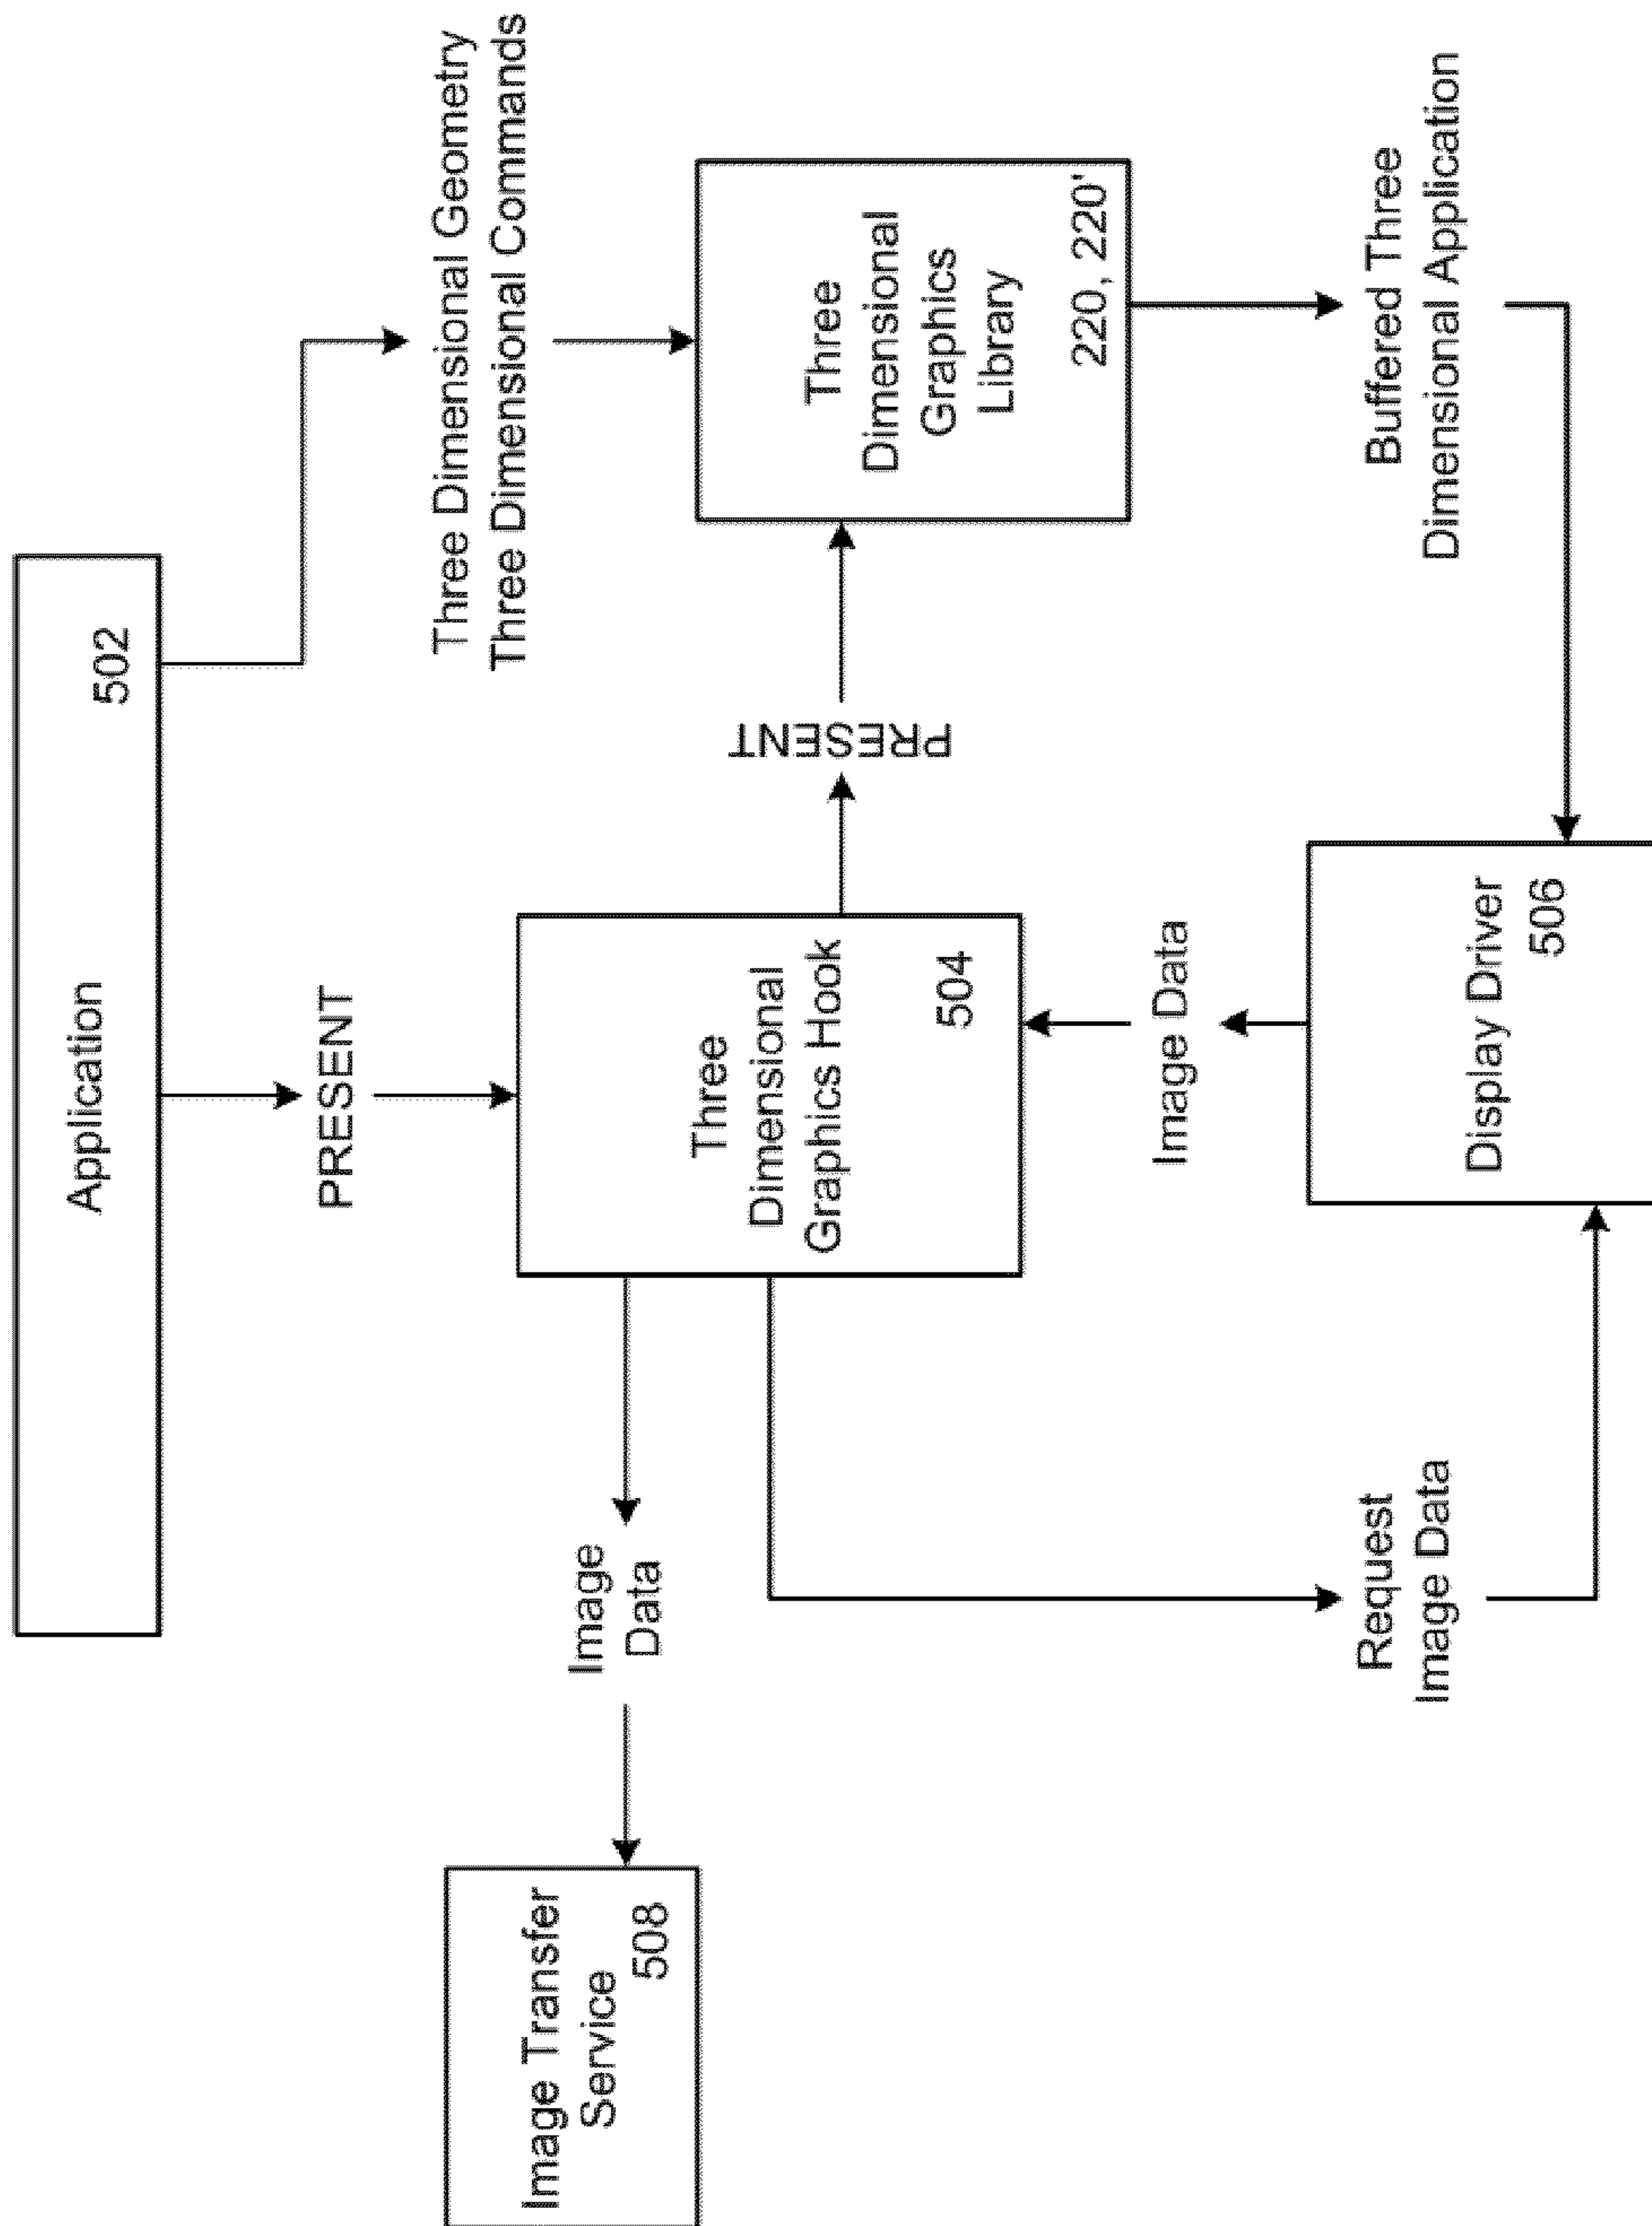 Application
502
PRESENT
Three Dimensional Geometry
Three Dimensional Commands
Image Transfer
Service
508
Image
Data
Three
Dimensional
Graphics Hook
504
PRESENT
Three
Dimensional
Graphics
Library
220, 220'
Request
Image Data
Image Data
Display Driver
506
Buffered Three
Dimensional Application